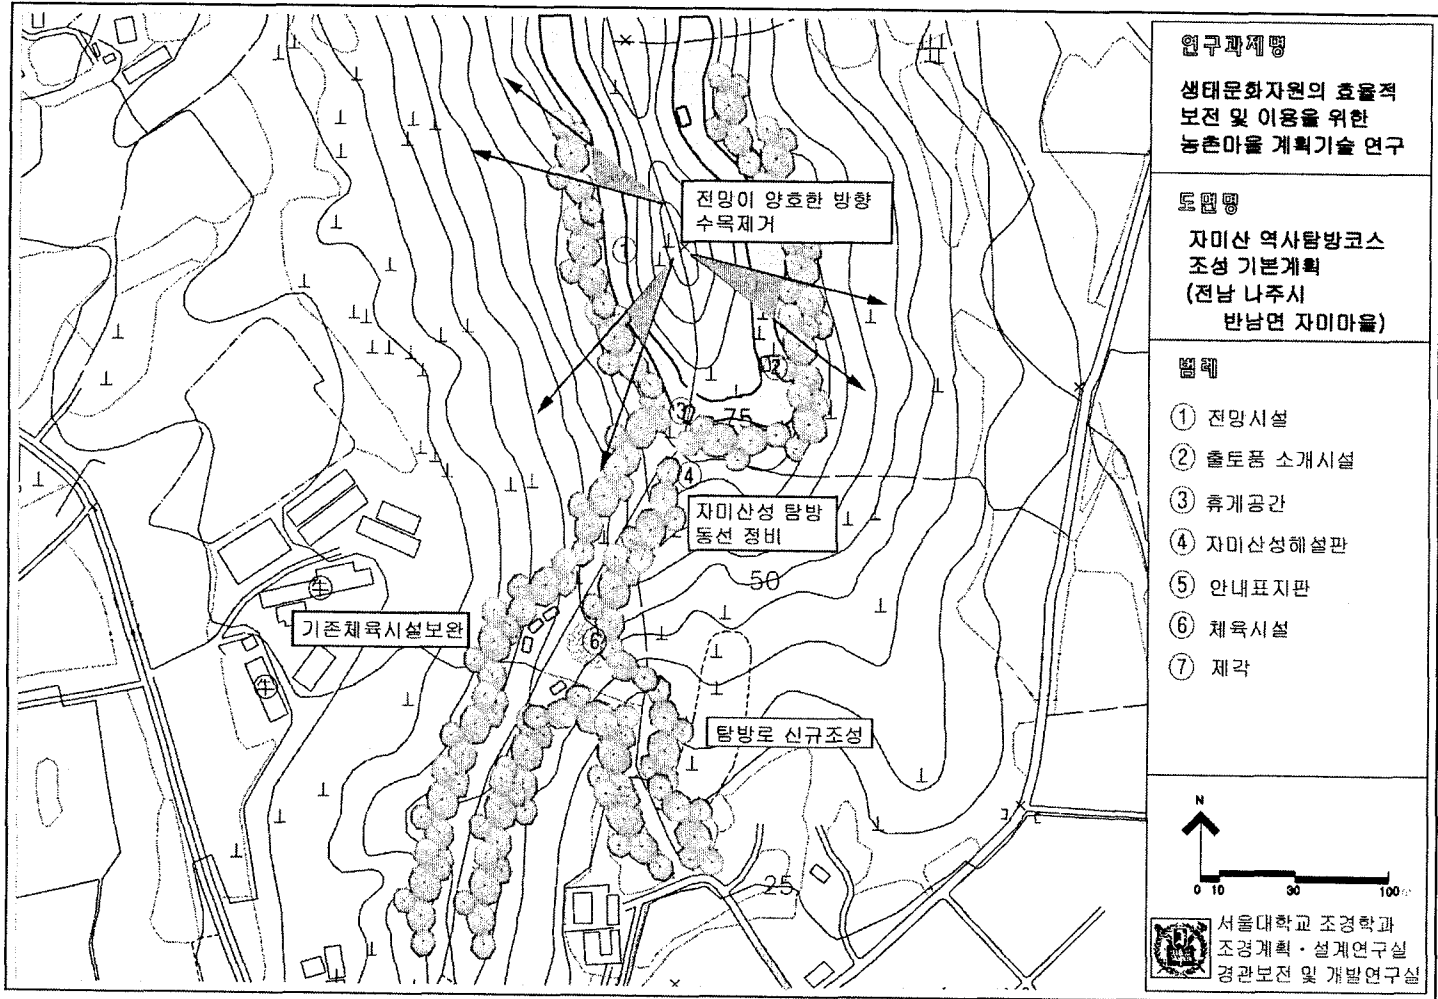 전망이 양호한 방향
수목제거
①
②
③
75
④
자미산성 탐방
동선 정비
50
기존체육시설보완
⑥
탐방로 신규조성
25
연구과제명
생태문화자원의 효율적
보전 및 이용을 위한
농촌마을 계획기술 연구
도면명
자미산 역사탐방코스
조성 기본계획
(전남 나주시
반남면 자미마을)
범례
① 전망시설
② 출토품 소개시설
③ 휴게공간
④ 자미산성해설판
⑤ 안내표지판
⑥ 체육시설
⑦ 제각
N
0 10 30 100
서울대학교 조경학과
조경계획・설계연구실
경관보전 및 개발연구실